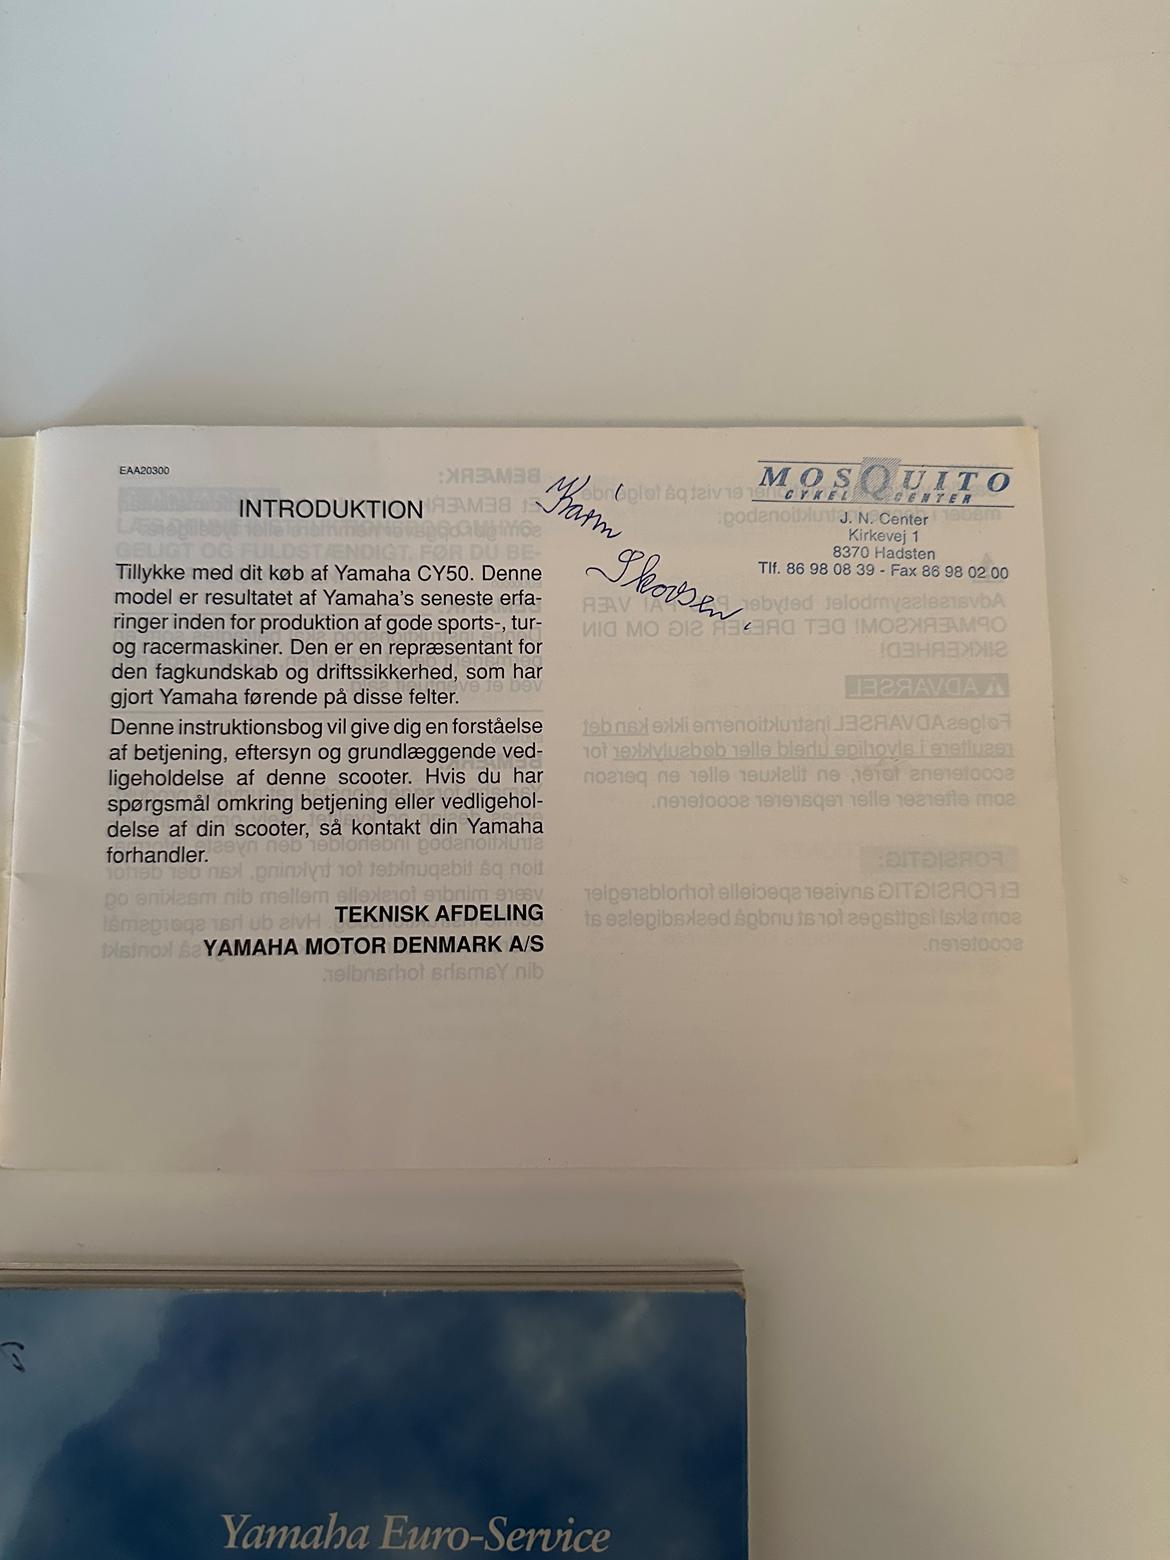 EAA20300
INTRODUKTION
Tillykke med dit køb af Yamaha CY50. Denne
model er resultatet af Yamaha's seneste erfa-
ringer inden for produktion af gode sports-, tur-
og racermaskiner. Den er en repræsentant for
den fagkundskab og driftssikkerhed, som har
gjort Yamaha førende på disse felter.
Denne instruktionsbog vil give dig en forståelse
af betjening, eftersyn og grundlæggende ved-
ligeholdelse af denne scooter. Hvis du har
spørgsmål omkring betjening eller vedligehol-
delse af din scooter, så kontakt din Yamaha
forhandler.
TEKNISK AFDELING
YAMAHA MOTOR DENMARK A/S
Skovsen
MOSQUITO
CYKEL CENTER
J. N. Center
Kirkevej 1
8370 Hadsten
Tlf. 86 98 08 39 - Fax 86 98 02 00
Yamaha Euro-Service